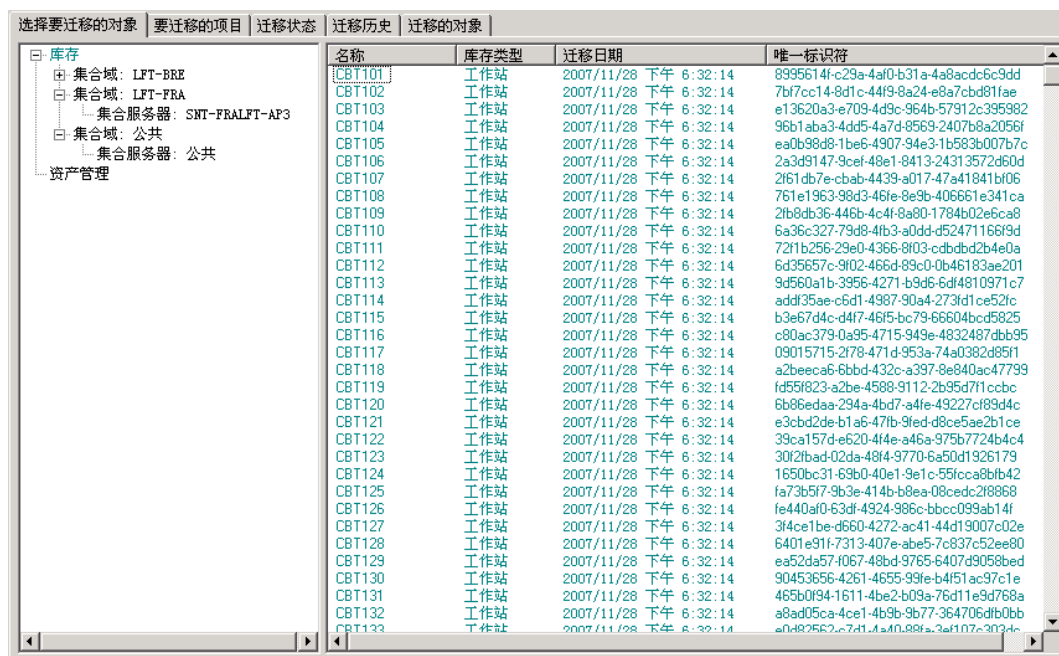 选择要迁移的对象 要迁移的项目 迁移状态 迁移历史 迁移的对象
库存
集合域: LFT-BRE
集合域: LFT-FRA
集合服务器: SNT-FRALFT-AP3
集合域: 公共
集合服务器: 公共
资产管理
名称 库存类型 迁移日期 唯一标识符
CBT101 工作站 2007/11/28 下午 6:32:14 8995614f-c29a-4af0-b31a-4a8acdc6c9dd
CBT102 工作站 2007/11/28 下午 6:32:14 7bf7cc14-8d1c-44f9-8a24-e8a7cbd81fae
CBT103 工作站 2007/11/28 下午 6:32:14 e13620a3-e709-4d9c-964b-57912c395982
CBT104 工作站 2007/11/28 下午 6:32:14 96b1aba3-4dd5-4a7d-8569-2407b8a2056f
CBT105 工作站 2007/11/28 下午 6:32:14 ea0b98d8-1be6-4907-94e3-1b583b007b7c
CBT106 工作站 2007/11/28 下午 6:32:14 2a3d9147-9cef-48e1-8413-24313572d60d
CBT107 工作站 2007/11/28 下午 6:32:14 2f61db7e-cbab-4439-a017-47a41841bf06
CBT108 工作站 2007/11/28 下午 6:32:14 761e1963-98d3-46fe-8e9b-406661e341ca
CBT109 工作站 2007/11/28 下午 6:32:14 2fb8db36-446b-4c4f-8a80-1784b02e6ca8
CBT110 工作站 2007/11/28 下午 6:32:14 6a36c327-79d8-4fb3-a0dd-d52471166f9d
CBT111 工作站 2007/11/28 下午 6:32:14 72f1b256-29e0-4366-8f03-cdbdbd2b4e0a
CBT112 工作站 2007/11/28 下午 6:32:14 6d35657c-9f02-466d-89c0-0b46183ae201
CBT113 工作站 2007/11/28 下午 6:32:14 9d560a1b-3956-4271-b9d6-6df4810971c7
CBT114 工作站 2007/11/28 下午 6:32:14 addf35ae-c6d1-4987-90a4-273fd1ce52fc
CBT115 工作站 2007/11/28 下午 6:32:14 b3e67d4c-d4f7-46f5-bc79-66604bcd5825
CBT116 工作站 2007/11/28 下午 6:32:14 c80ac379-0a95-4715-949e-4832487dbb95
CBT117 工作站 2007/11/28 下午 6:32:14 09015715-2f78-471d-953a-74a0382d85f1
CBT118 工作站 2007/11/28 下午 6:32:14 a2beeca6-6bbd-432c-a397-8e840ac47799
CBT119 工作站 2007/11/28 下午 6:32:14 fd55f823-a2be-4588-9112-2b95d7f1ccbc
CBT120 工作站 2007/11/28 下午 6:32:14 6b86edaa-294a-4bd7-a4fe-49227cf89d4c
CBT121 工作站 2007/11/28 下午 6:32:14 e3cbd2de-b1a6-47fb-9fed-d8ce5ae2b1ce
CBT122 工作站 2007/11/28 下午 6:32:14 39ca157d-e620-4f4e-a46a-975b7724b4c4
CBT123 工作站 2007/11/28 下午 6:32:14 30f2fbad-02da-48f4-9770-6a50d1926179
CBT124 工作站 2007/11/28 下午 6:32:14 1650bc31-69b0-40e1-9e1c-55fcca8bfb42
CBT125 工作站 2007/11/28 下午 6:32:14 fa73b5f7-9b3e-414b-b8ea-08cedc2f8868
CBT126 工作站 2007/11/28 下午 6:32:14 fe440af0-63df-4924-986c-bbcc099ab14f
CBT127 工作站 2007/11/28 下午 6:32:14 3f4ce1be-d660-4272-ac41-44d19007c02e
CBT128 工作站 2007/11/28 下午 6:32:14 6401e91f-7313-407e-abe5-7c837c52ee80
CBT129 工作站 2007/11/28 下午 6:32:14 ea52da57-f067-48bd-9765-6407d9058bed
CBT130 工作站 2007/11/28 下午 6:32:14 90453656-4261-4655-99fe-b4f51ac97c1e
CBT131 工作站 2007/11/28 下午 6:32:14 465b0f94-1611-4be2-b09a-76d11e9d768a
CBT132 工作站 2007/11/28 下午 6:32:14 a8ad05ca-4ce1-4b9b-9b77-364706dfb0bb
CBT133 工作站 2007/11/28 下午 6:32:14 e0d82562-c7d1-4a40-88fa-3ef107c303dc